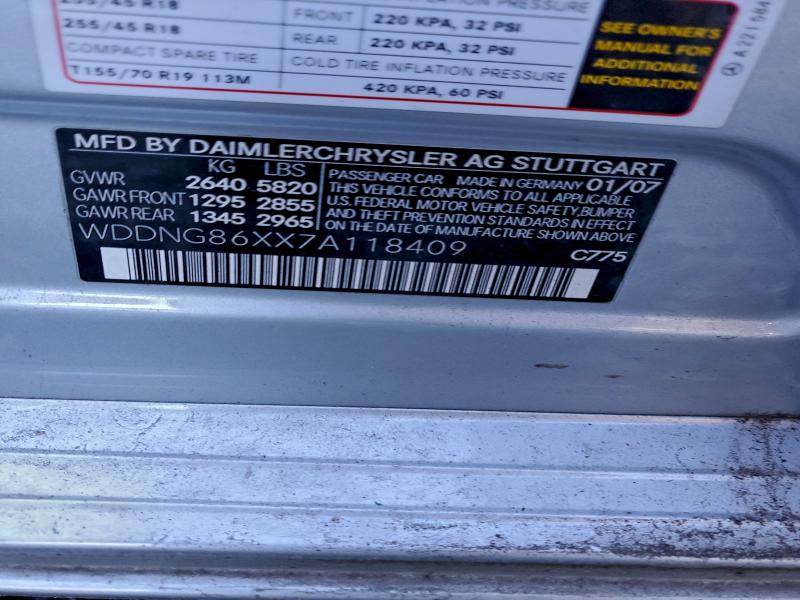 255/45 R18
INFLATION PRESSURE
FRONT 220 KPA, 32 PSI
255/45 R18
REAR 220 KPA, 32 PSI
COMPACT SPARE TIRE
COLD TIRE INFLATION PRESSURE
T155/70 R19 113M
420 KPA, 60 PSI
SEE OWNER'S
MANUAL FOR
ADDITIONAL
INFORMATION
A 221 584
MFD BY DAIMLERCHRYSLER AG STUTTGART
KG LBS
GVWR 2640 5820
GAWR FRONT 1295 2855
GAWR REAR 1345 2965
PASSENGER CAR MADE IN GERMANY 01/07
THIS VEHICLE CONFORMS TO ALL APPLICABLE
U.S. FEDERAL MOTOR VEHICLE SAFETY, BUMPER
AND THEFT PREVENTION STANDARDS IN EFFECT
ON THE DATE OF MANUFACTURE SHOWN ABOVE
WDDNG86XX7A118409
C775